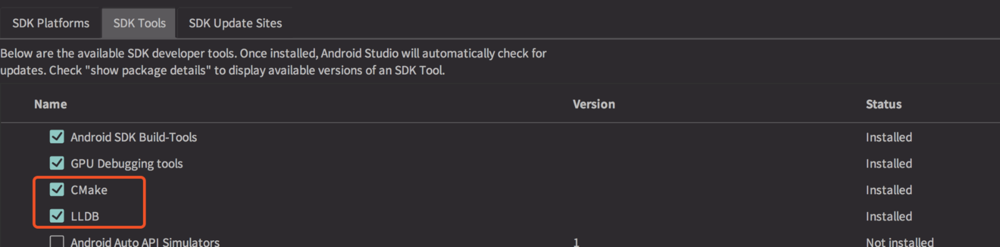 SDK Platforms SDK Tools SDK Update Sites
Below are the available SDK developer tools. Once installed, Android Studio will automatically check for
updates. Check "show package details" to display available versions of an SDK Tool.
Name Version Status
Android SDK Build-Tools Installed
GPU Debugging tools Installed
CMake Installed
LLDB Installed
Android Auto API Simulators 1 Not installed